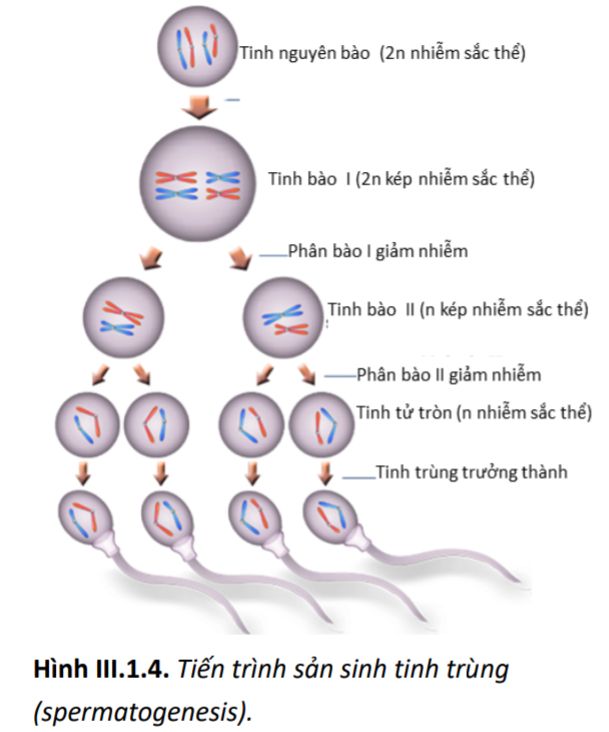 Tinh nguyên bào (2n nhiễm sắc thể)
Tinh bào I (2n kép nhiễm sắc thể)
Phân bào I giảm nhiễm
Tinh bào II (n kép nhiễm sắc thể)
Phân bào II giảm nhiễm
Tinh tử tròn (n nhiễm sắc thể)
Tinh trùng trưởng thành
Hình III.1.4. Tiến trình sản sinh tinh trùng
(spermatogenesis).